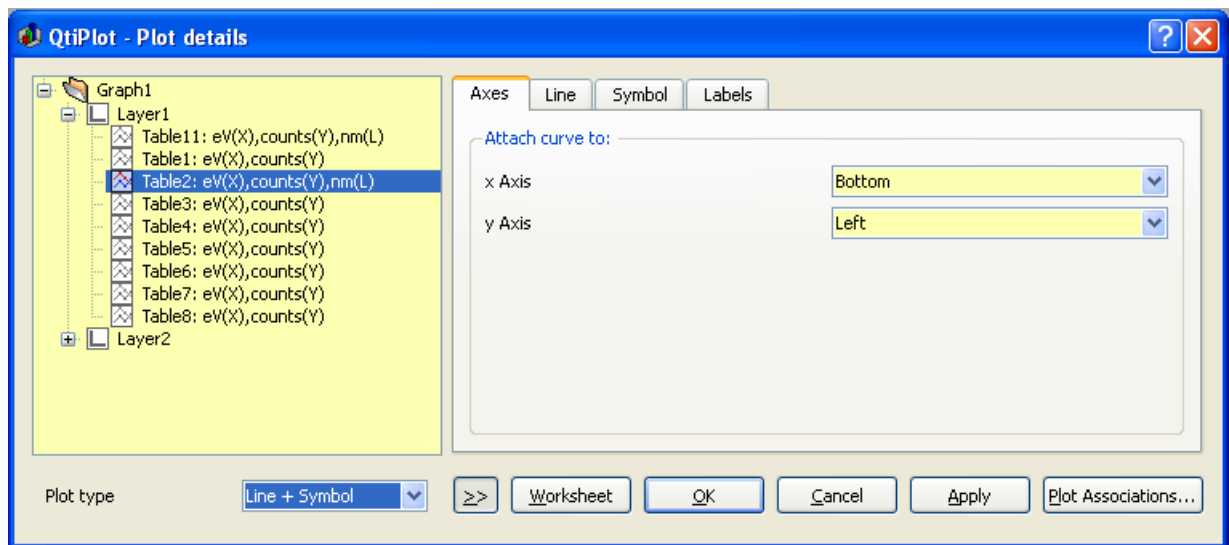 QtiPlot - Plot details
Graph1
Layer1
Table11: eV(X),counts(Y),nm(L)
Table1: eV(X),counts(Y)
Table2: eV(X),counts(Y),nm(L)
Table3: eV(X),counts(Y)
Table4: eV(X),counts(Y)
Table5: eV(X),counts(Y)
Table6: eV(X),counts(Y)
Table7: eV(X),counts(Y)
Table8: eV(X),counts(Y)
Layer2
Axes Line Symbol Labels
Attach curve to:
x Axis Bottom
y Axis Left
Plot type Line + Symbol >> Worksheet OK Cancel Apply Plot Associations...